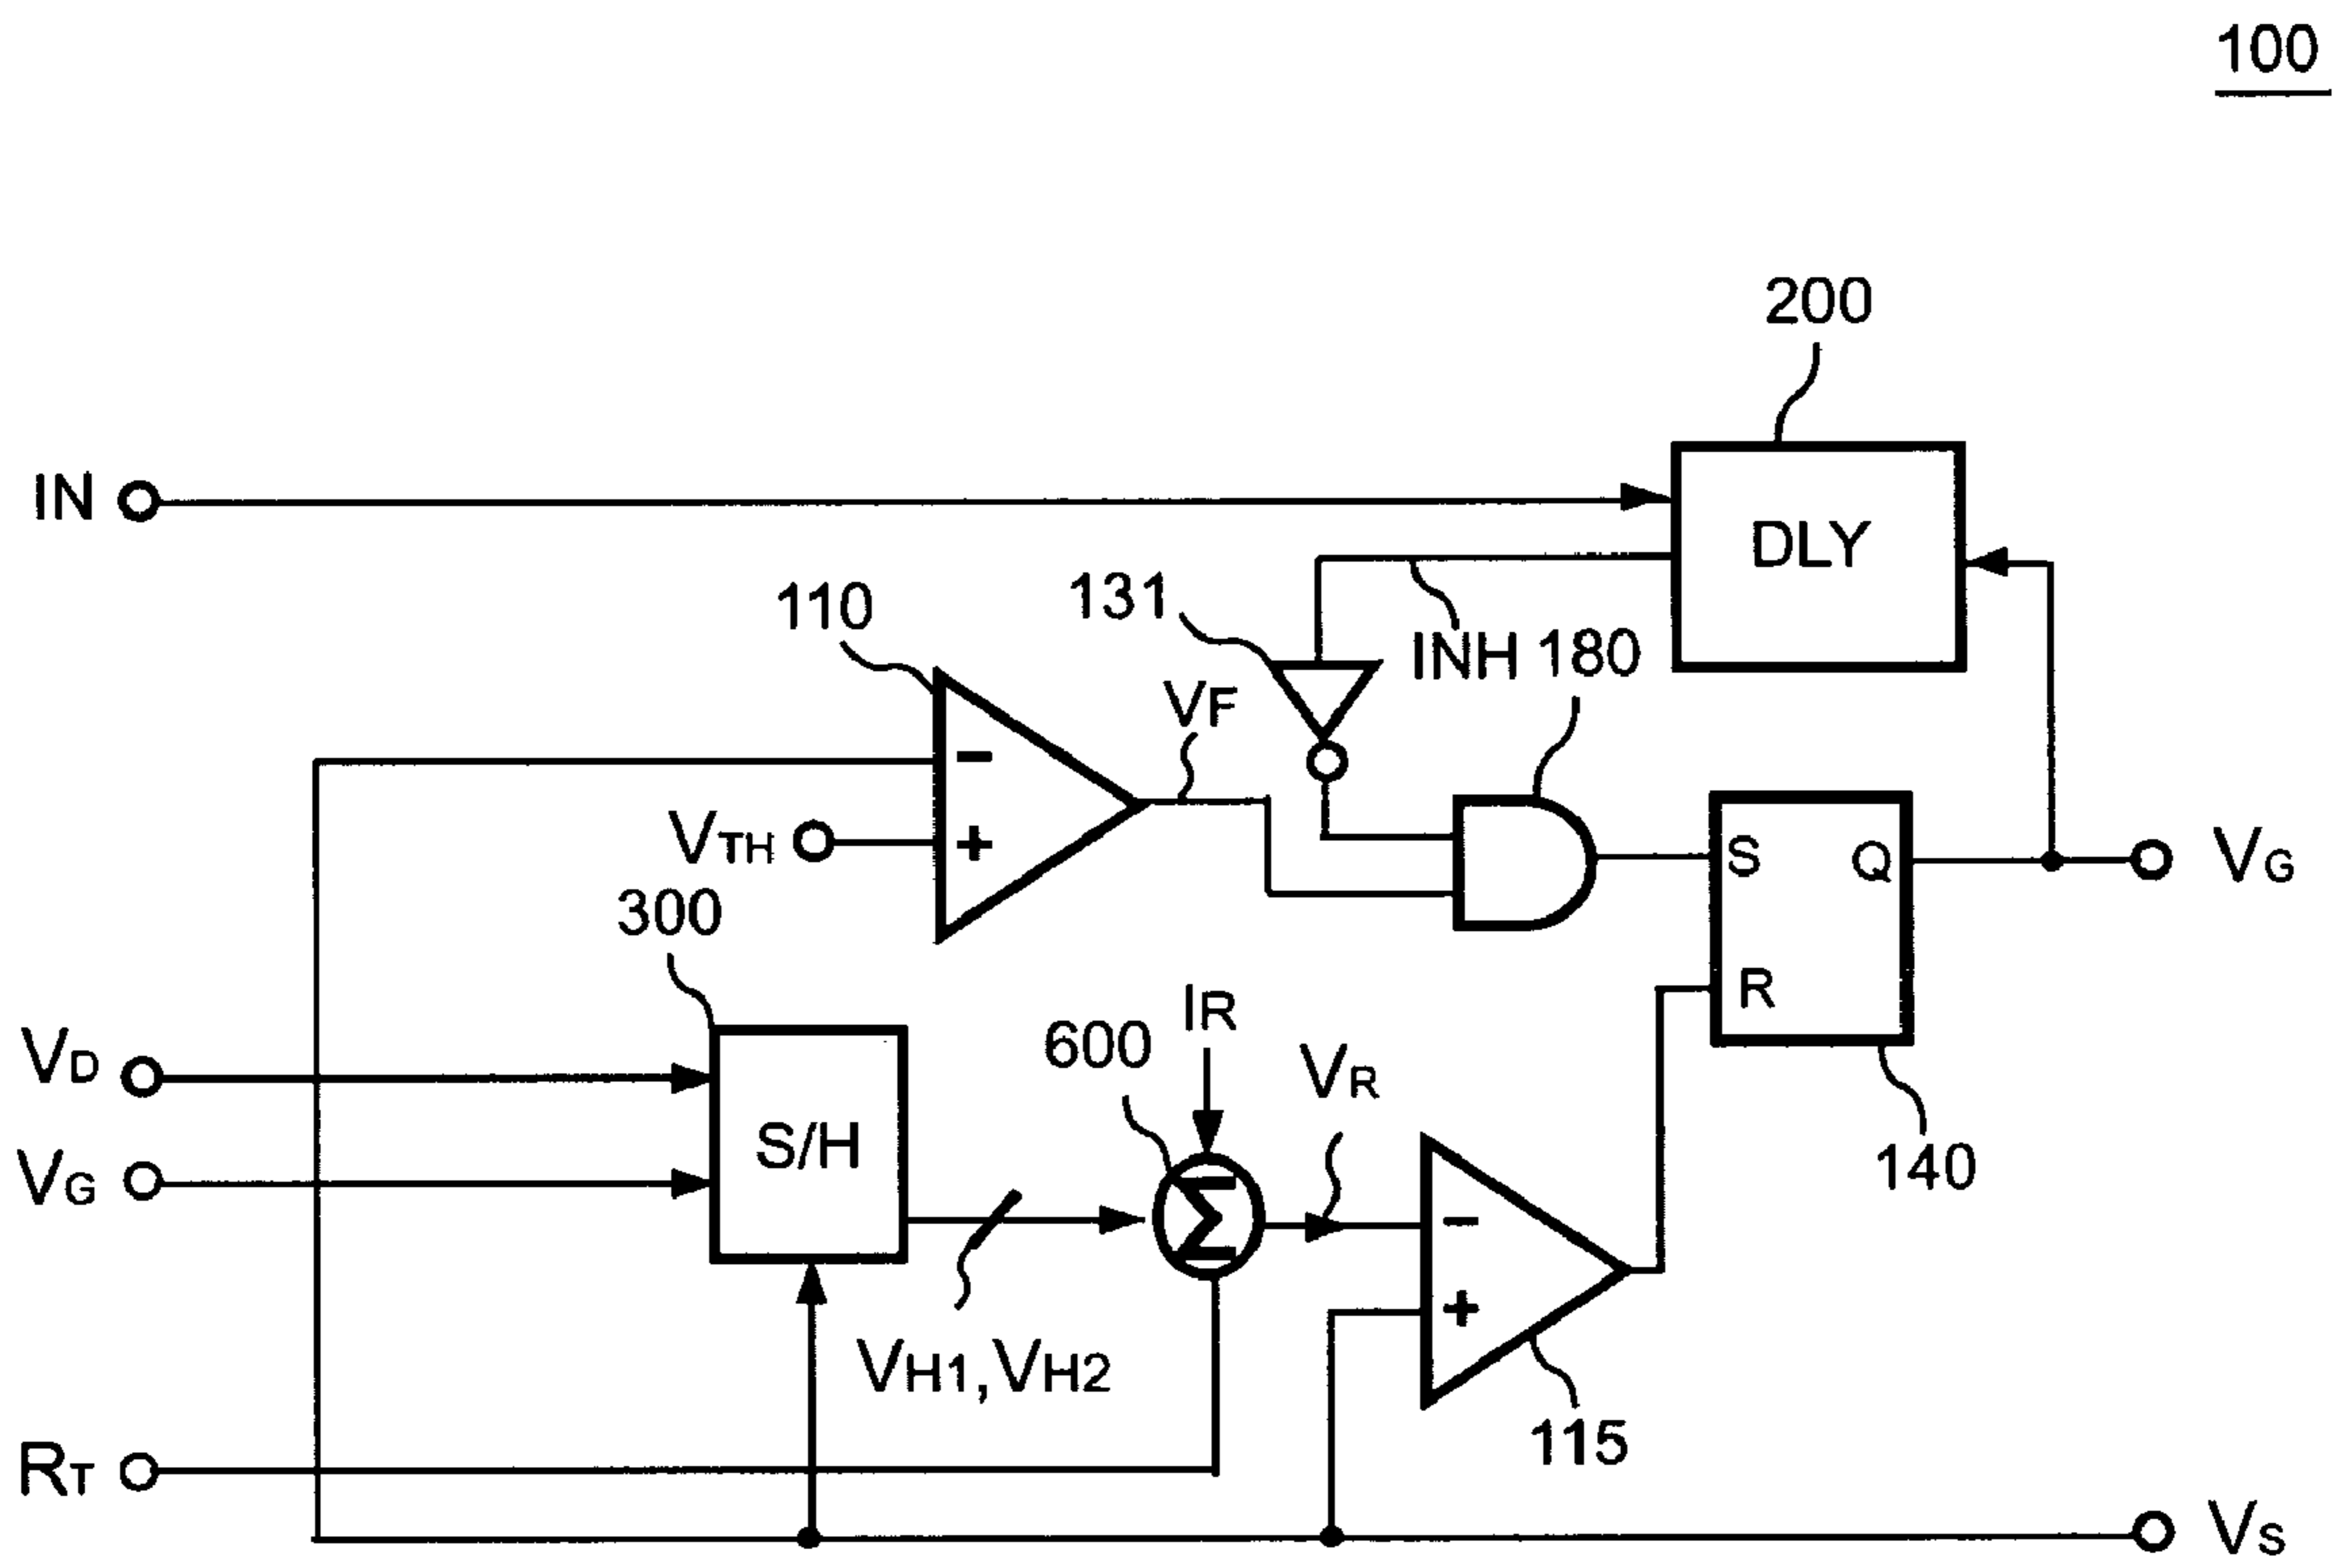 100
200
IN
DLY
110
131
INH
180
VF
VTH
S
Q
VG
300
R
IR
600
VR
VD
S/H
140
VG
Σ
VH1,VH2
115
RT
VS